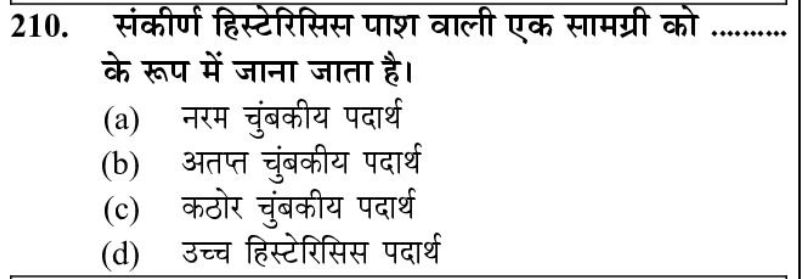 210. संकीर्ण हिस्टेरिसिस पाश वाली एक सामग्री को ..........
के रूप में जाना जाता है।
(a) नरम चुंबकीय पदार्थ
(b) अतप्त चुंबकीय पदार्थ
(c) कठोर चुंबकीय पदार्थ
(d) उच्च हिस्टेरिसिस पदार्थ